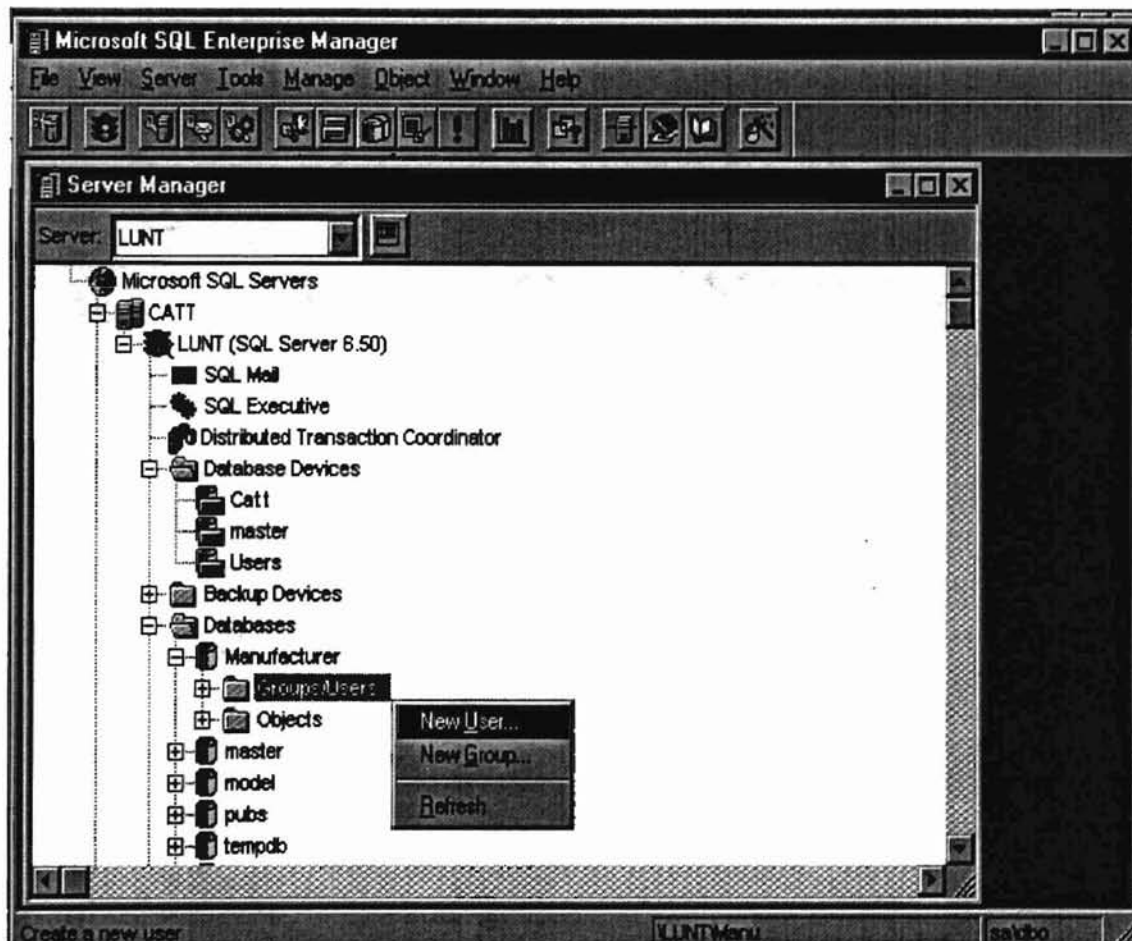 Microsoft SQL Enterprise Manager
File View Server Tools Manage Object Window Help
Server Manager
Server: LUNT
Microsoft SQL Servers
CATT
LUNT (SQL Server 6.50)
SQL Mail
SQL Executive
Distributed Transaction Coordinator
Database Devices
Catt
master
Users
Backup Devices
Databases
Manufacturer
Groups/Users
Objects
New User...
New Group...
Refresh
master
model
pubs
tempdb
Create a new user
\LUNT\Manu
sa\dbo